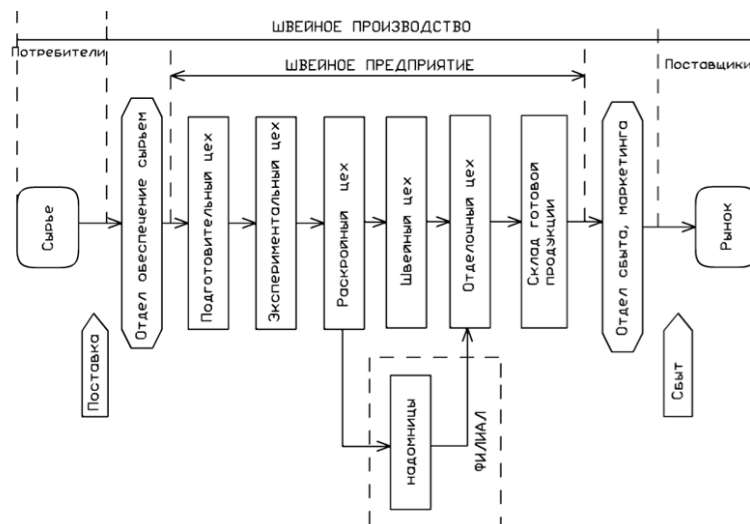 ШВЕЙНОЕ ПРОИЗВОДСТВО
Потребители
ШВЕЙНОЕ ПРЕДПРИЯТИЕ
Поставщики
Сырье
Отдел обеспечение сырьем
Подготовительный цех
Экспериментальный цех
Раскройный цех
Швейный цех
Отделочный цех
Склад готовой
продукции
Отдел сбыта, маркетинга
Рынок
Поставка
надомницы
ФИЛИАЛ
Сбыт